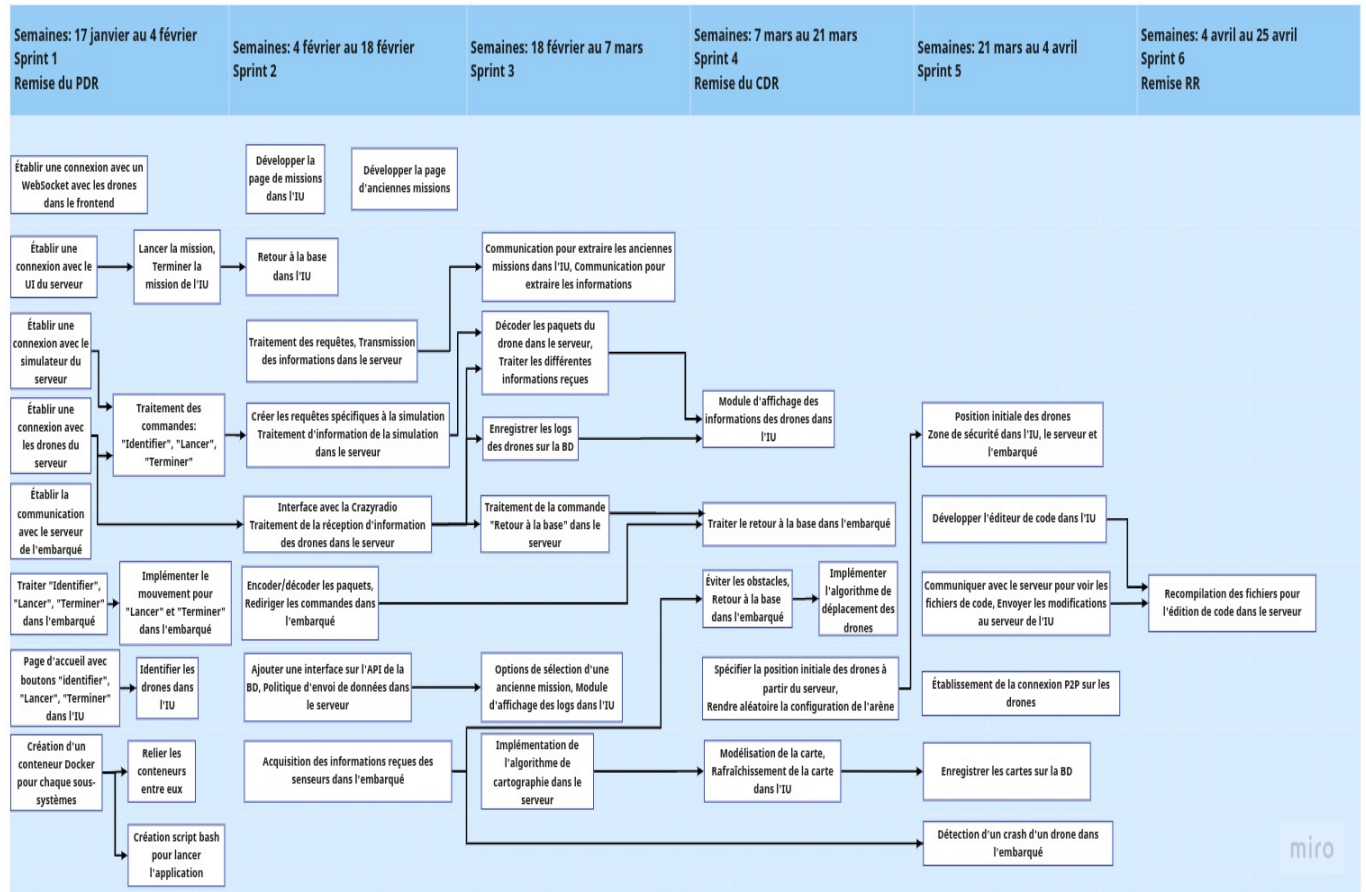 Semaines: 17 janvier au 4 février
Sprint 1
Remise du PDR
Semaines: 4 février au 18 février
Sprint 2
Semaines: 18 février au 7 mars
Sprint 3
Semaines: 7 mars au 21 mars
Sprint 4
Remise du CDR
Semaines: 21 mars au 4 avril
Sprint 5
Semaines: 4 avril au 25 avril
Sprint 6
Remise RR
Établir une connexion avec un
WebSocket avec les drones
dans le frontend
Développer la
page de missions
dans l'IU
Développer la page
d'anciennes missions
Établir une
connexion avec le
UI du serveur
Lancer la mission,
Terminer la
mission de l'IU
Retour à la base
dans l'IU
Communication pour extraire les anciennes
missions dans l'IU, Communication pour
extraire les informations
Établir une
connexion avec le
simulateur du
serveur
Traitement des requêtes, Transmission
des informations dans le serveur
Décoder les paquets du
drone dans le serveur,
Traiter les différentes
informations reçues
Établir une
connexion avec
les drones du
serveur
Traitement des
commandes:
"Identifier", "Lancer",
"Terminer"
Créer les requêtes spécifiques à la simulation
Traitement d'information de la simulation
dans le serveur
Enregistrer les logs
des drones sur la BD
Module d'affichage des
informations des drones dans
l'IU
Position initiale des drones
Zone de sécurité dans l'IU, le serveur et
l'embarqué
Établir la
communication
avec le serveur
de l'embarqué
Interface avec la Crazyradio
Traitement de la réception d'information
des drones dans le serveur
Traitement de la commande
"Retour à la base" dans le
serveur
Traiter le retour à la base dans l'embarqué
Développer l'éditeur de code dans l'IU
Traiter "Identifier",
"Lancer", "Terminer"
dans l'embarqué
Implémenter le
mouvement pour
"Lancer" et "Terminer"
dans l'embarqué
Encoder/décoder les paquets,
Rediriger les commandes dans
l'embarqué
Éviter les obstacles,
Retour à la base
dans l'embarqué
Implémenter
l'algorithme de
déplacement des
drones
Communiquer avec le serveur pour voir les
fichiers de code, Envoyer les modifications
au serveur de l'IU
Recompilation des fichiers pour
l'édition de code dans le serveur
Page d'accueil avec
boutons "identifier",
"Lancer", "Terminer"
dans l'IU
Identifier les
drones dans
l'IU
Ajouter une interface sur l'API de la
BD, Politique d'envoi de données dans
le serveur
Options de sélection d'une
ancienne mission, Module
d'affichage des logs dans l'IU
Spécifier la position initiale des drones à
partir du serveur,
Rendre aléatoire la configuration de l'arène
Établissement de la connexion P2P sur les
drones
Création d'un
conteneur Docker
pour chaque sous-
systèmes
Relier les
conteneurs
entre eux
Acquisition des informations reçues des
senseurs dans l'embarqué
Implémentation de
l'algorithme de
cartographie dans le
serveur
Modélisation de la carte,
Rafraîchissement de la carte
dans l'IU
Enregistrer les cartes sur la BD
Création script bash
pour lancer
l'application
Détection d'un crash d'un drone dans
l'embarqué
miro